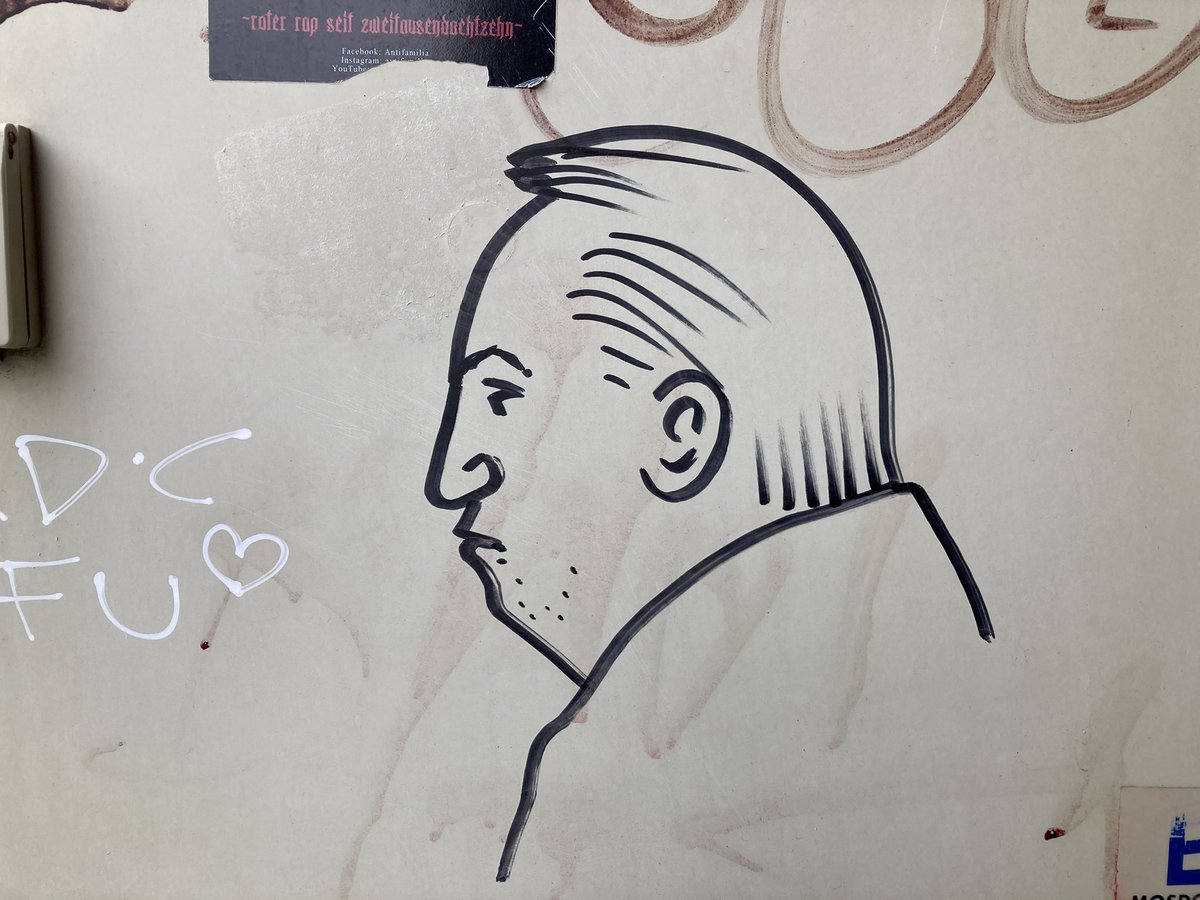 ~roter rap seit zweitausendachtzehn~
Facebook: Antifamilia
Instagram:
YouTube
.D.C
FU